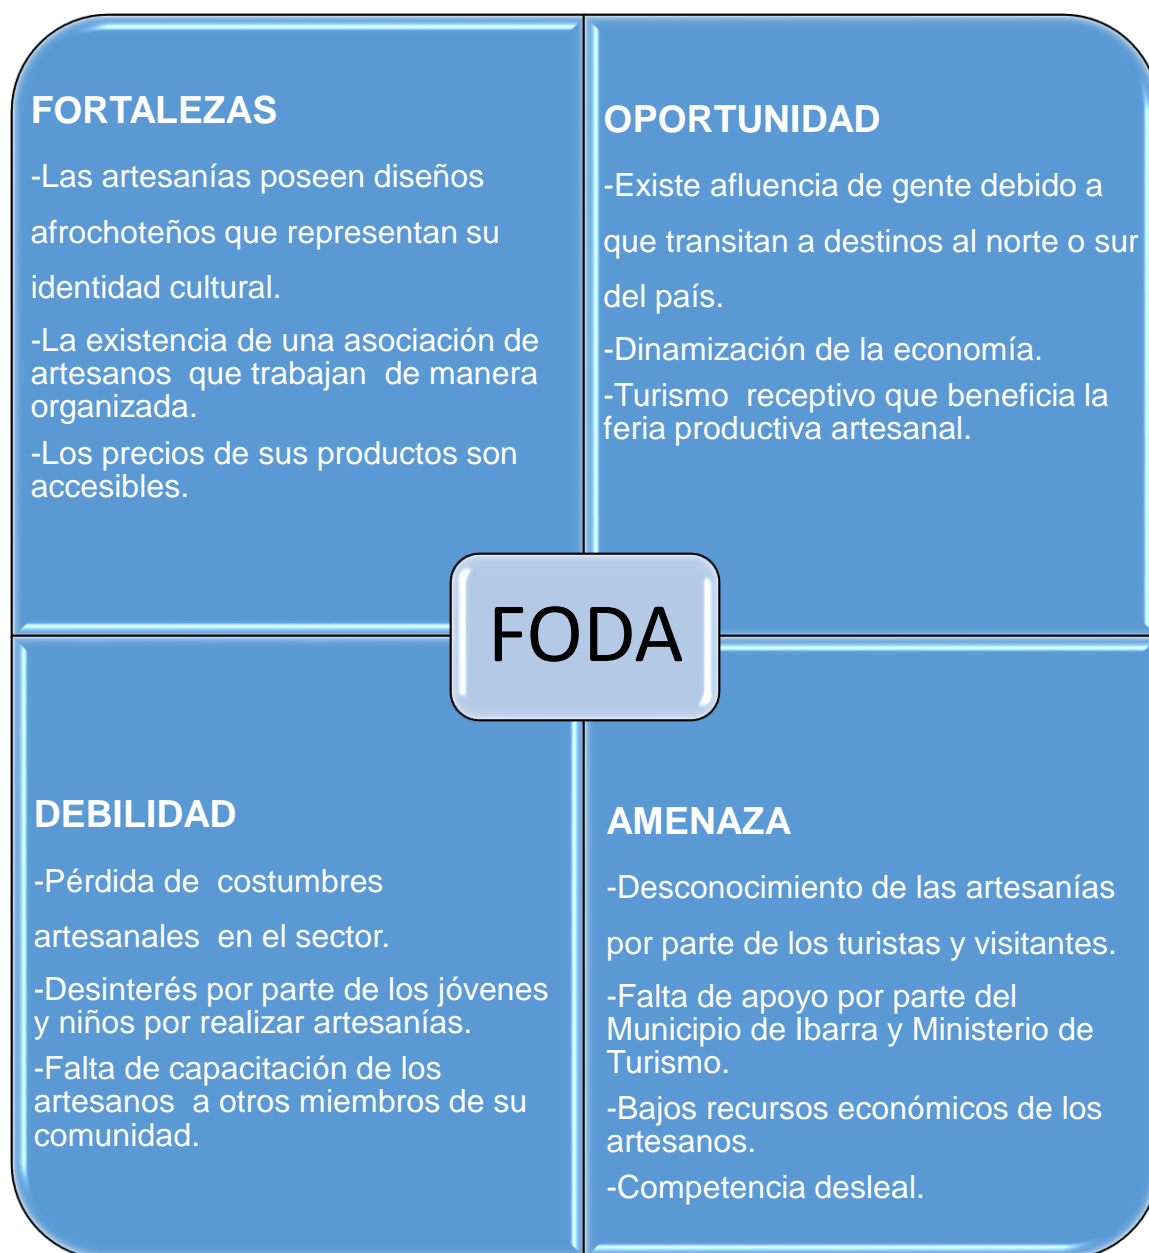 FORTALEZAS
-Las artesanías poseen diseños
afrochoteños que representan su
identidad cultural.
-La existencia de una asociación de
artesanos que trabajan de manera
organizada.
-Los precios de sus productos son
accesibles.
OPORTUNIDAD
-Existe afluencia de gente debido a
que transitan a destinos al norte o sur
del país.
-Dinamización de la economía.
-Turismo receptivo que beneficia la
feria productiva artesanal.
FODA
DEBILIDAD
-Pérdida de costumbres
artesanales en el sector.
-Desinterés por parte de los jóvenes
y niños por realizar artesanías.
-Falta de capacitación de los
artesanos a otros miembros de su
comunidad.
AMENAZA
-Desconocimiento de las artesanías
por parte de los turistas y visitantes.
-Falta de apoyo por parte del
Municipio de Ibarra y Ministerio de
Turismo.
-Bajos recursos económicos de los
artesanos.
-Competencia desleal.